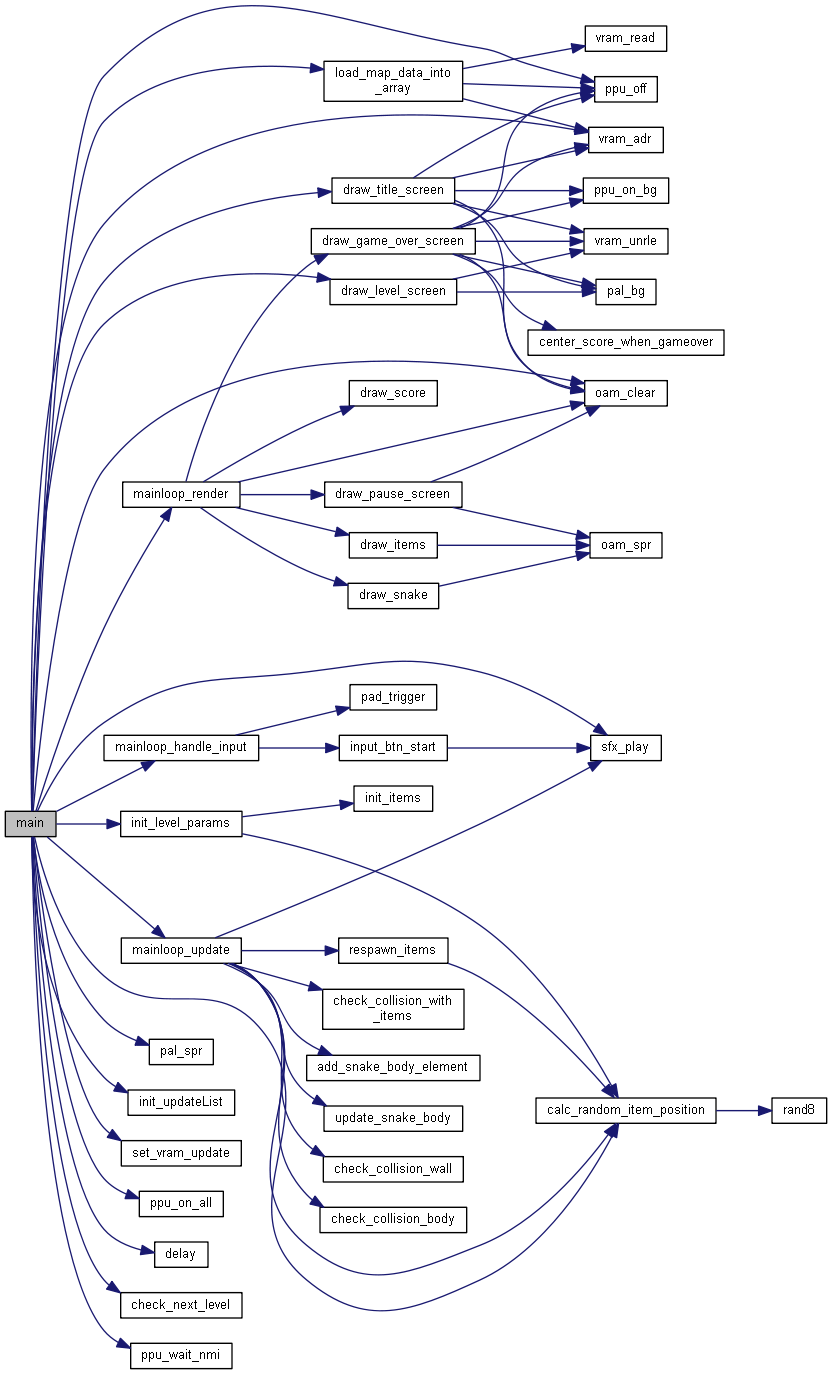 vram_read
load_map_data_into
_array
ppu_off
vram_adr
draw_title_screen
ppu_on_bg
draw_game_over_screen
vram_unrle
draw_level_screen
pal_bg
center_score_when_gameover
draw_score
oam_clear
mainloop_render
draw_pause_screen
draw_items
oam_spr
draw_snake
pad_trigger
mainloop_handle_input
input_btn_start
sfx_play
init_items
main
init_level_params
mainloop_update
respawn_items
check_collision_with
_items
pal_spr
add_snake_body_element
init_updateList
update_snake_body
calc_random_item_position
rand8
set_vram_update
check_collision_wall
ppu_on_all
check_collision_body
delay
check_next_level
ppu_wait_nmi